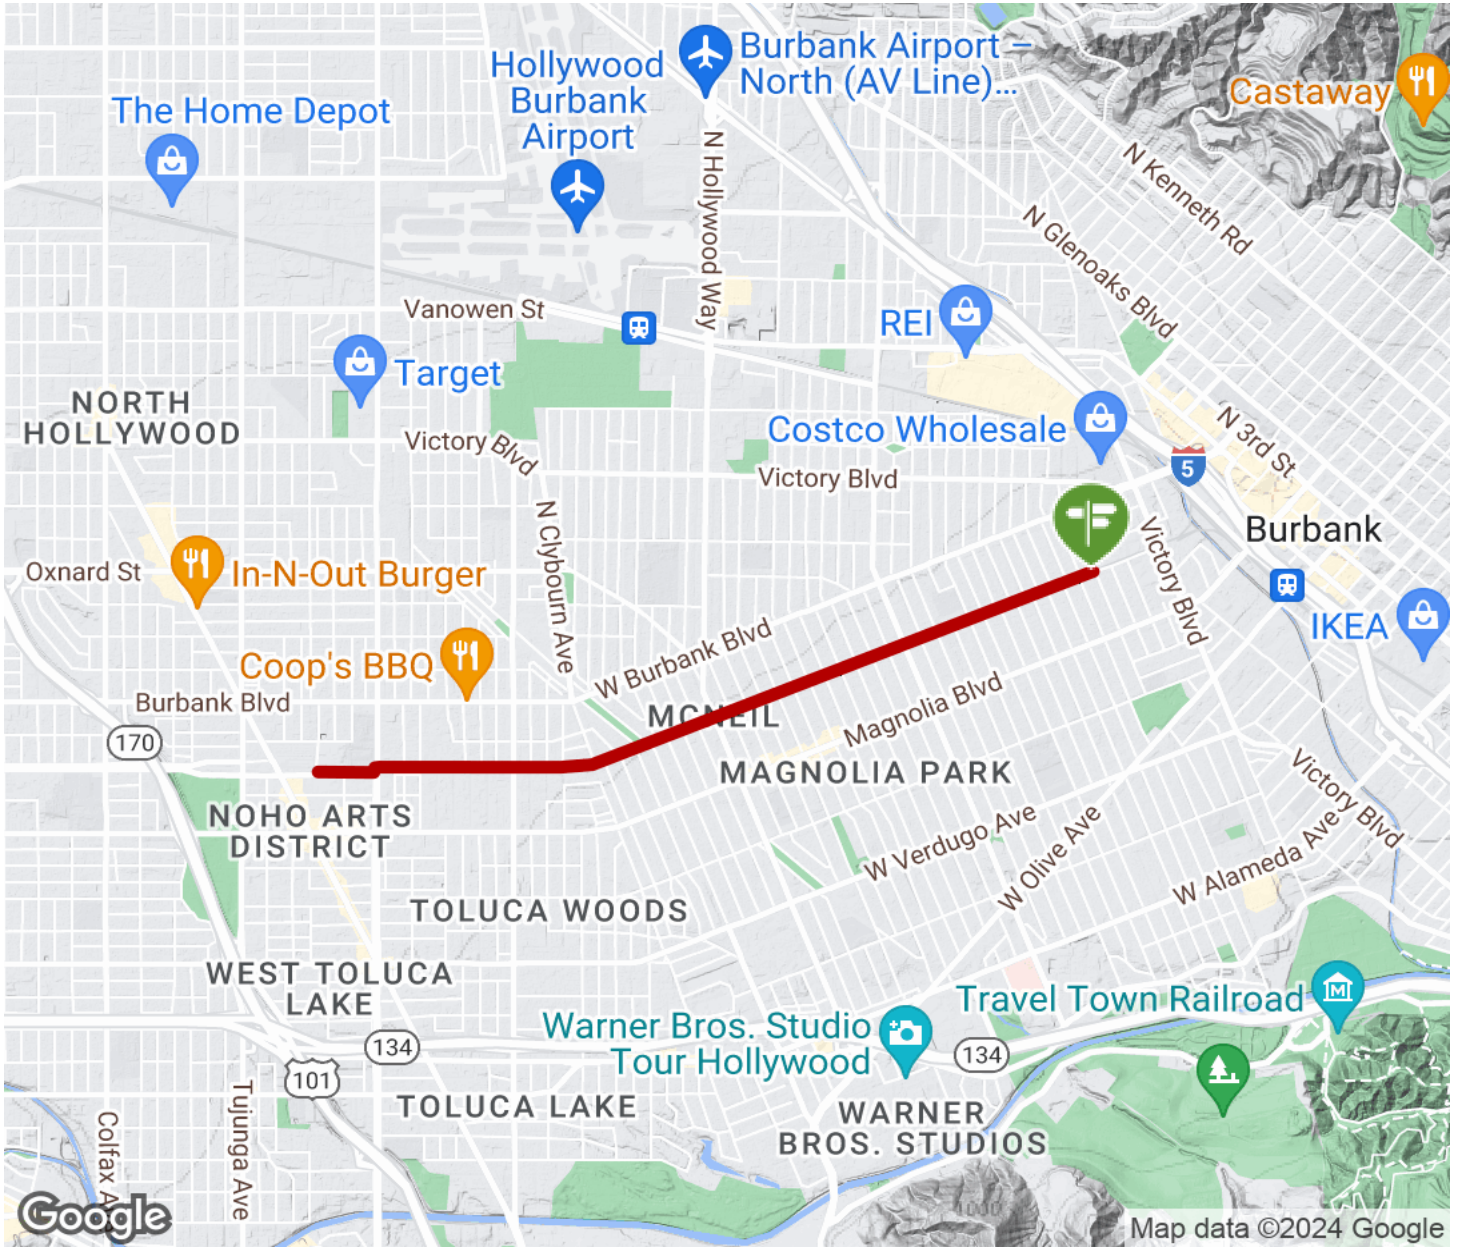 Burbank Airport –
North (AV Line)...
Hollywood
Burbank
Airport
Castaway
The Home Depot
N Hollywood Way
N Kenneth Rd
N Glenoaks Blvd
Vanowen St
REI
Target
NORTH
HOLLYWOOD
Costco Wholesale
N 3rd St
Victory Blvd
Victory Blvd
5
N Clybourn Ave
Burbank
Victory Blvd
Oxnard St
In-N-Out Burger
IKEA
Coop's BBQ
W Burbank Blvd
Burbank Blvd
MCNEIL
Magnolia Blvd
170
MAGNOLIA PARK
Victory Blvd
NOHO ARTS
DISTRICT
W Verdugo Ave
W Olive Ave
W Alameda Ave
TOLUCA WOODS
WEST TOLUCA
LAKE
Travel Town Railroad
Warner Bros. Studio
Tour Hollywood
134
134
101
TOLUCA LAKE
WARNER
BROS. STUDIOS
Colfax Ave
Tujunga Ave
1000
Google
Map data ©2024 Google